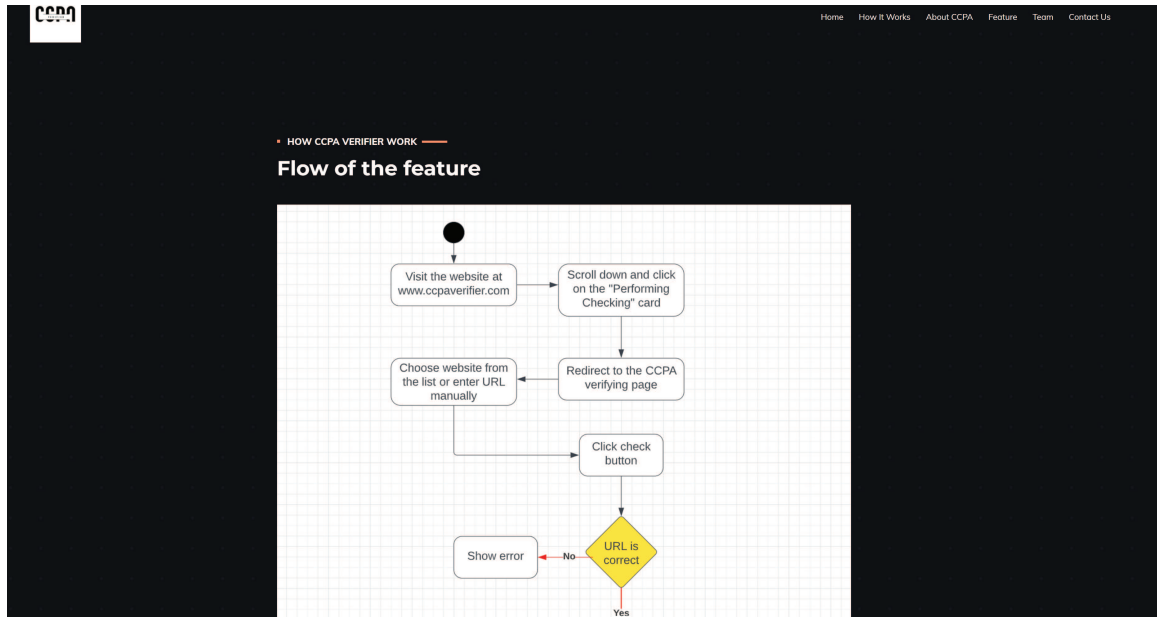 CCPA
Home How It Works About CCPA Feature Team Contact Us
HOW CCPA VERIFIER WORK
Flow of the feature
Visit the website at
www.ccpaverifier.com
Scroll down and click
on the "Performing
Checking" card
Redirect to the CCPA
verifying page
Choose website from
the list or enter URL
manually
Click check
button
URL is
correct
No
Show error
Yes